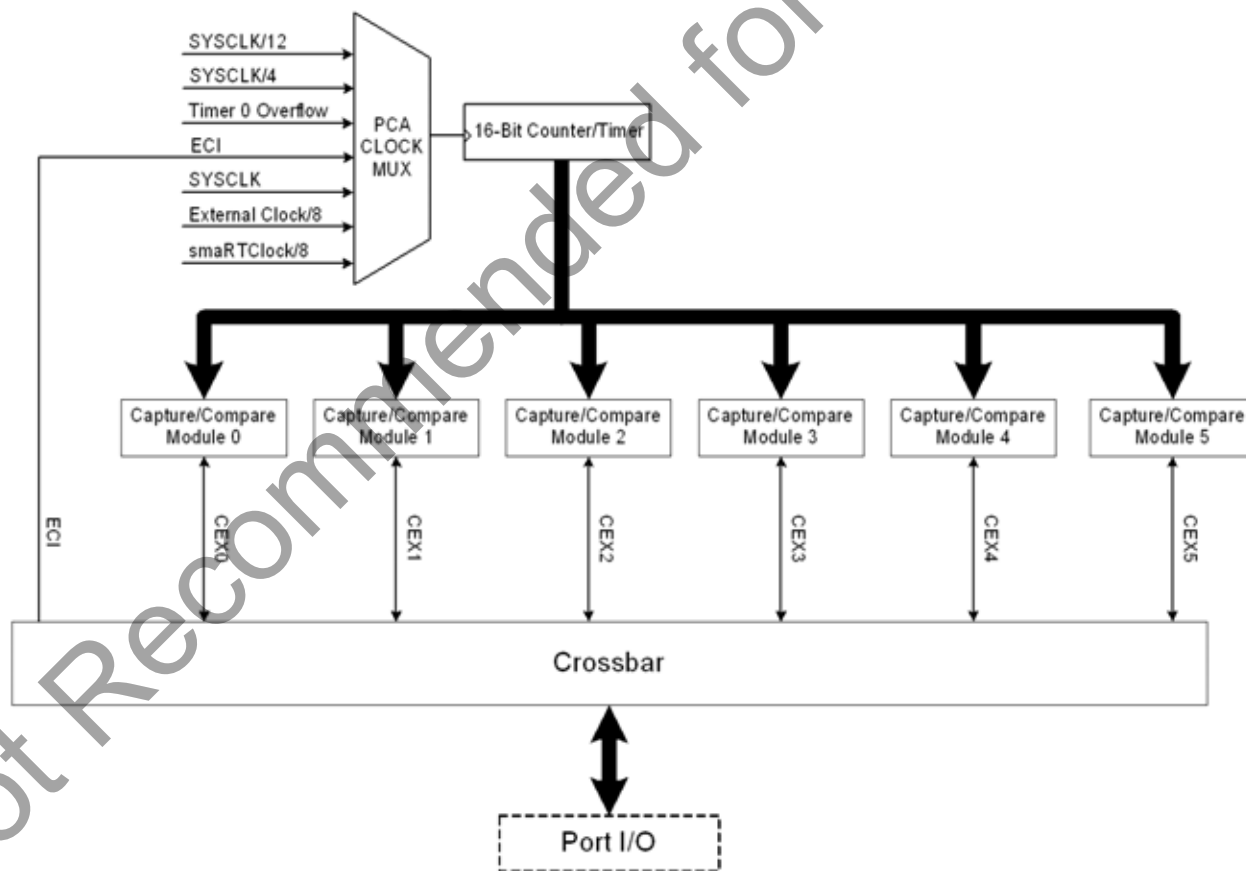 SYSCLK/12
SYSCLK/4
Timer 0 Overflow
ECI
SYSCLK
External Clock/8
smaRTClock/8
PCA
CLOCK
MUX
16-Bit Counter/Timer
Capture/Compare
Module 0
Capture/Compare
Module 1
Capture/Compare
Module 2
Capture/Compare
Module 3
Capture/Compare
Module 4
Capture/Compare
Module 5
ECI
CEX0
CEX1
CEX2
CEX3
CEX4
CEX5
Crossbar
Port I/O
ot Recommended for